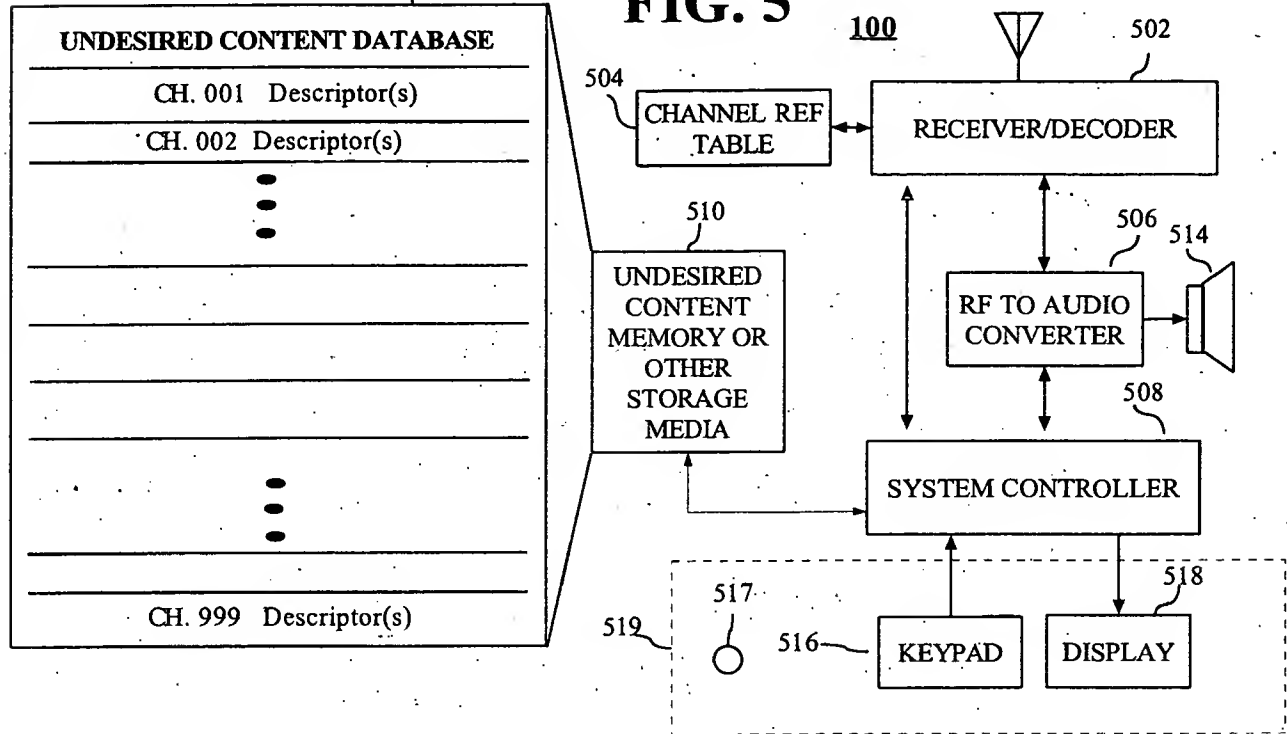 FIG. 5
100
UNDESIRED CONTENT DATABASE
CH. 001 Descriptor(s)
CH. 002 Descriptor(s)
CH. 999 Descriptor(s)
502
504
CHANNEL REF
TABLE
RECEIVER/DECODER
510
UNDESIRED
CONTENT
MEMORY OR
OTHER
STORAGE
MEDIA
506
514
RF TO AUDIO
CONVERTER
508
SYSTEM CONTROLLER
519
517
516
KEYPAD
518
DISPLAY